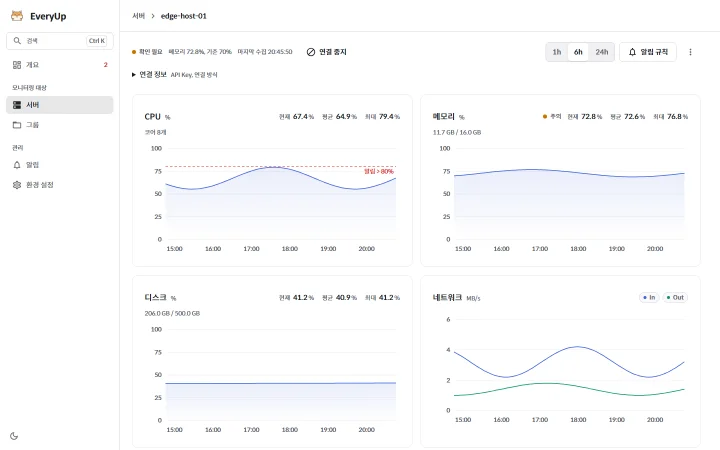 EveryUp
검색 Ctrl K
개요 2
모니터링 대상
서버
그룹
관리
알림
환경 설정
서버 > edge-host-01
확인 필요 메모리 72.8%, 기준 70% 마지막 수집 20:45:50 연결 중지
1h 6h 24h 알림 규칙
연결 정보 API Key, 연결 방식
CPU % 현재 67.4% 평균 64.9% 최대 79.4%
코어 8개
100
알림 > 80%
75
50
25
0
15:00 16:00 17:00 18:00 19:00 20:00
메모리 % 주의 현재 72.8% 평균 72.6% 최대 76.8%
11.7 GB / 16.0 GB
100
75
50
25
0
15:00 16:00 17:00 18:00 19:00 20:00
디스크 % 현재 41.2% 평균 40.9% 최대 41.2%
206.0 GB / 500.0 GB
100
75
50
25
0
15:00 16:00 17:00 18:00 19:00 20:00
네트워크 MB/s In Out
6
4
2
0
15:00 16:00 17:00 18:00 19:00 20:00